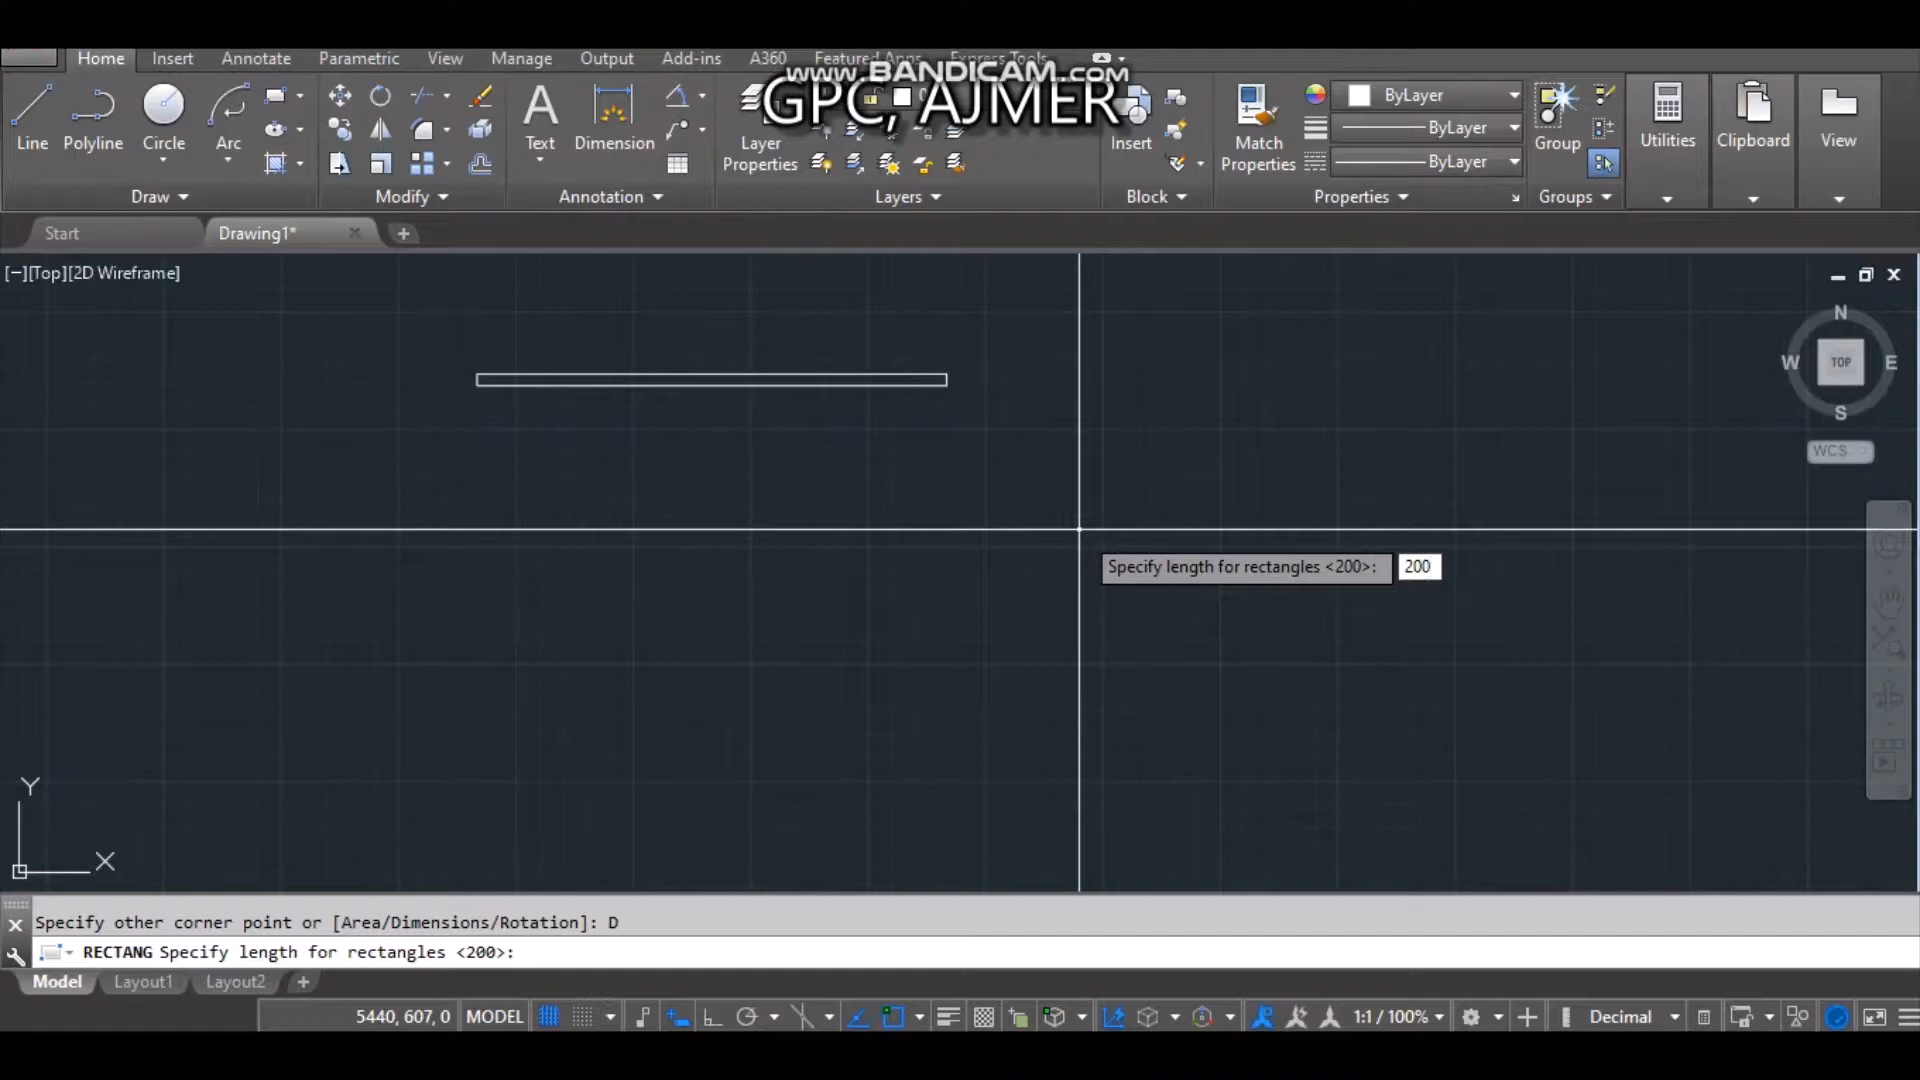 Home Insert Annotate Parametric View Manage Output Add-ins A360 Featured Apps Express Tools
www.BANDICAM.com
GPC, AJMER
Line Polyline Circle Arc
Text Dimension
Layer Properties
Insert
Match Properties
ByLayer
ByLayer
ByLayer
Group
Utilities
Clipboard
View
Draw Modify Annotation Layers Block Properties Groups
Start Drawing1*
[−][Top][2D Wireframe]
N
W TOP E
S
WCS
Specify length for rectangles <200>: 200
Y
X
Specify other corner point or [Area/Dimensions/Rotation]: D
RECTANG Specify length for rectangles <200>:
Model Layout1 Layout2
5440, 607, 0 MODEL 1:1 / 100% Decimal